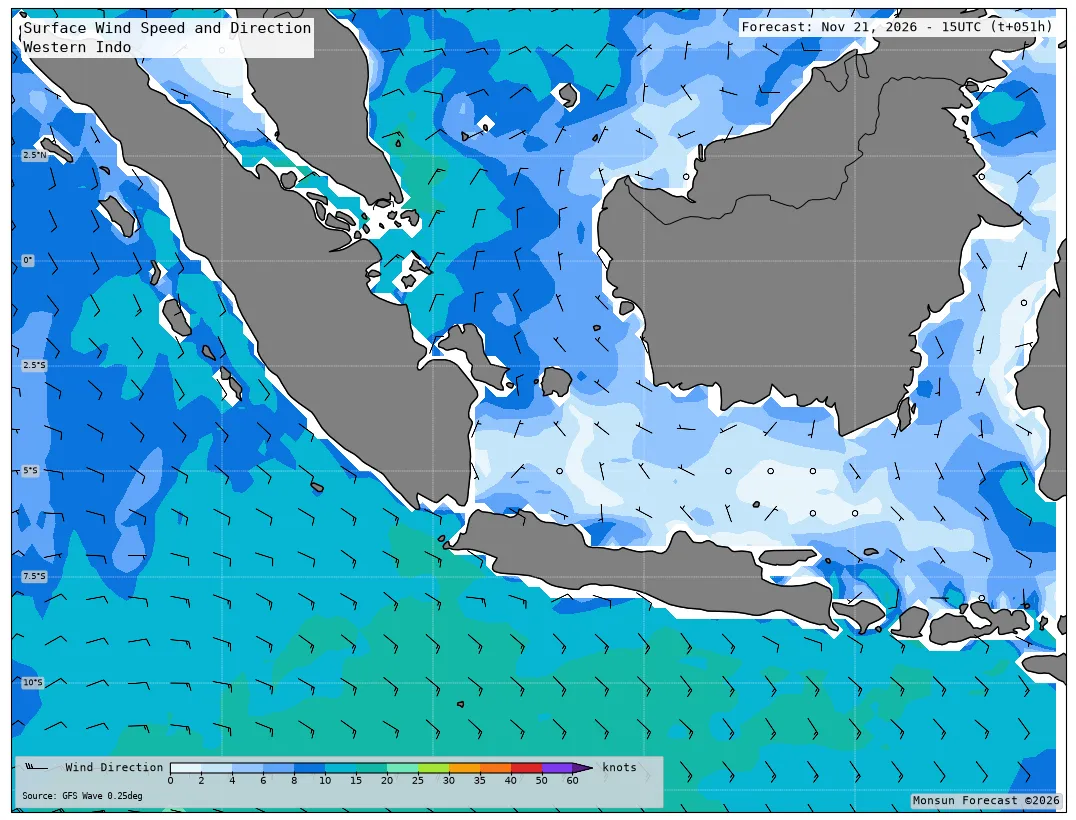 Surface Wind Speed and Direction
Western Indo
Forecast: Nov 21, 2026 - 15UTC (t+051h)
2.5°N
0°
2.5°S
5°S
7.5°S
10°S
Wind Direction
0 2 4 6 8 10 15 20 25 30 35 40 50 60
knots
Source: GFS Wave 0.25deg
Monsun Forecast ©2026